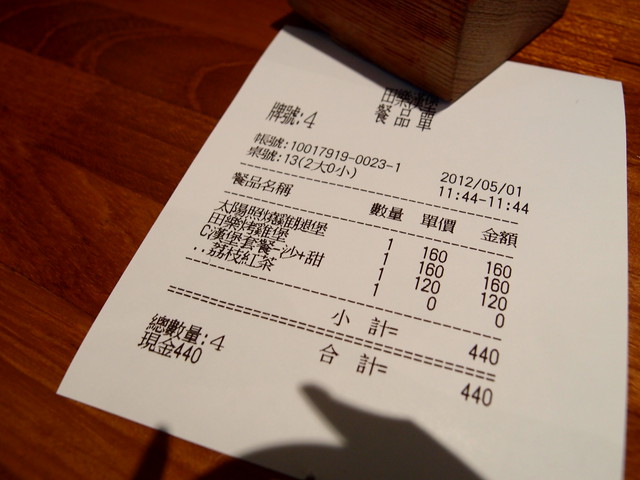 田樂漢堡
餐品單
牌號:4
帳號:10017919-0023-1
桌號:13(2大0小)
2012/05/01
11:44-11:44
餐品名稱 數量 單價 金額
太陽照燒雞腿堡 1 160 160
田樂烤雞堡 1 160 160
C漢堡套餐-沙+甜 1 120 120
..荔枝紅茶 1 0 0
小 計= 440
合 計= 440
總數量:4
現金440